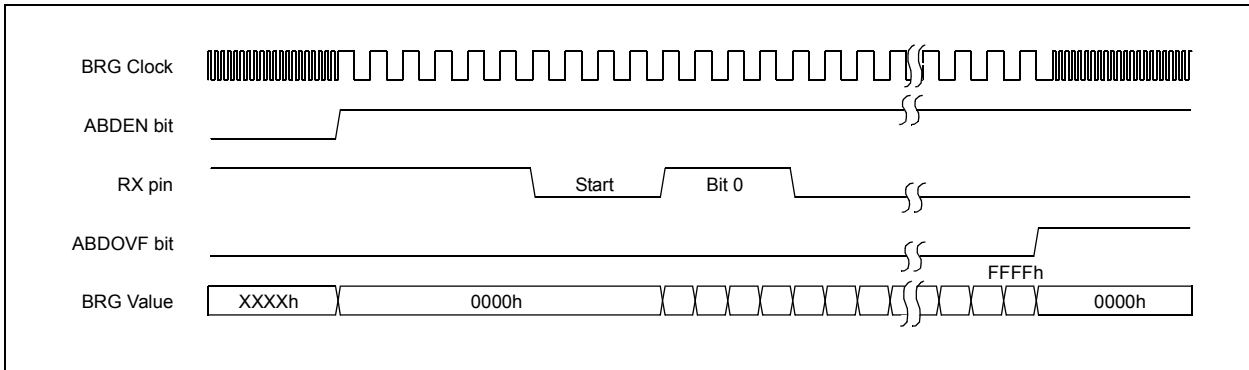 BRG Clock
ABDEN bit
RX pin
Start
Bit 0
ABDOVF bit
FFFFh
BRG Value
XXXXh
0000h
0000h